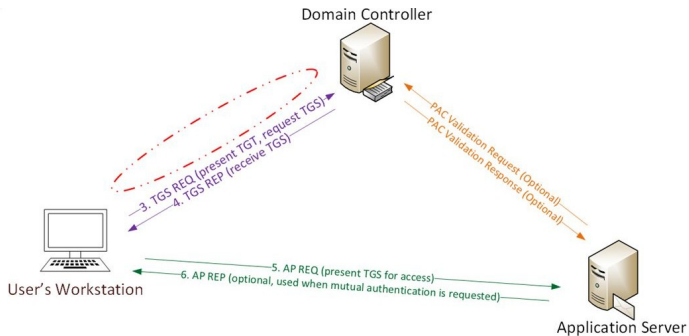 Domain Controller
3. TGS REQ (present TGT, request TGS)
4. TGS REP (receive TGS)
PAC Validation Request (Optional)
PAC Validation Response (Optional)
5. AP REQ (present TGS for access)
6. AP REP (optional, used when mutual authentication is requested)
User's Workstation
Application Server